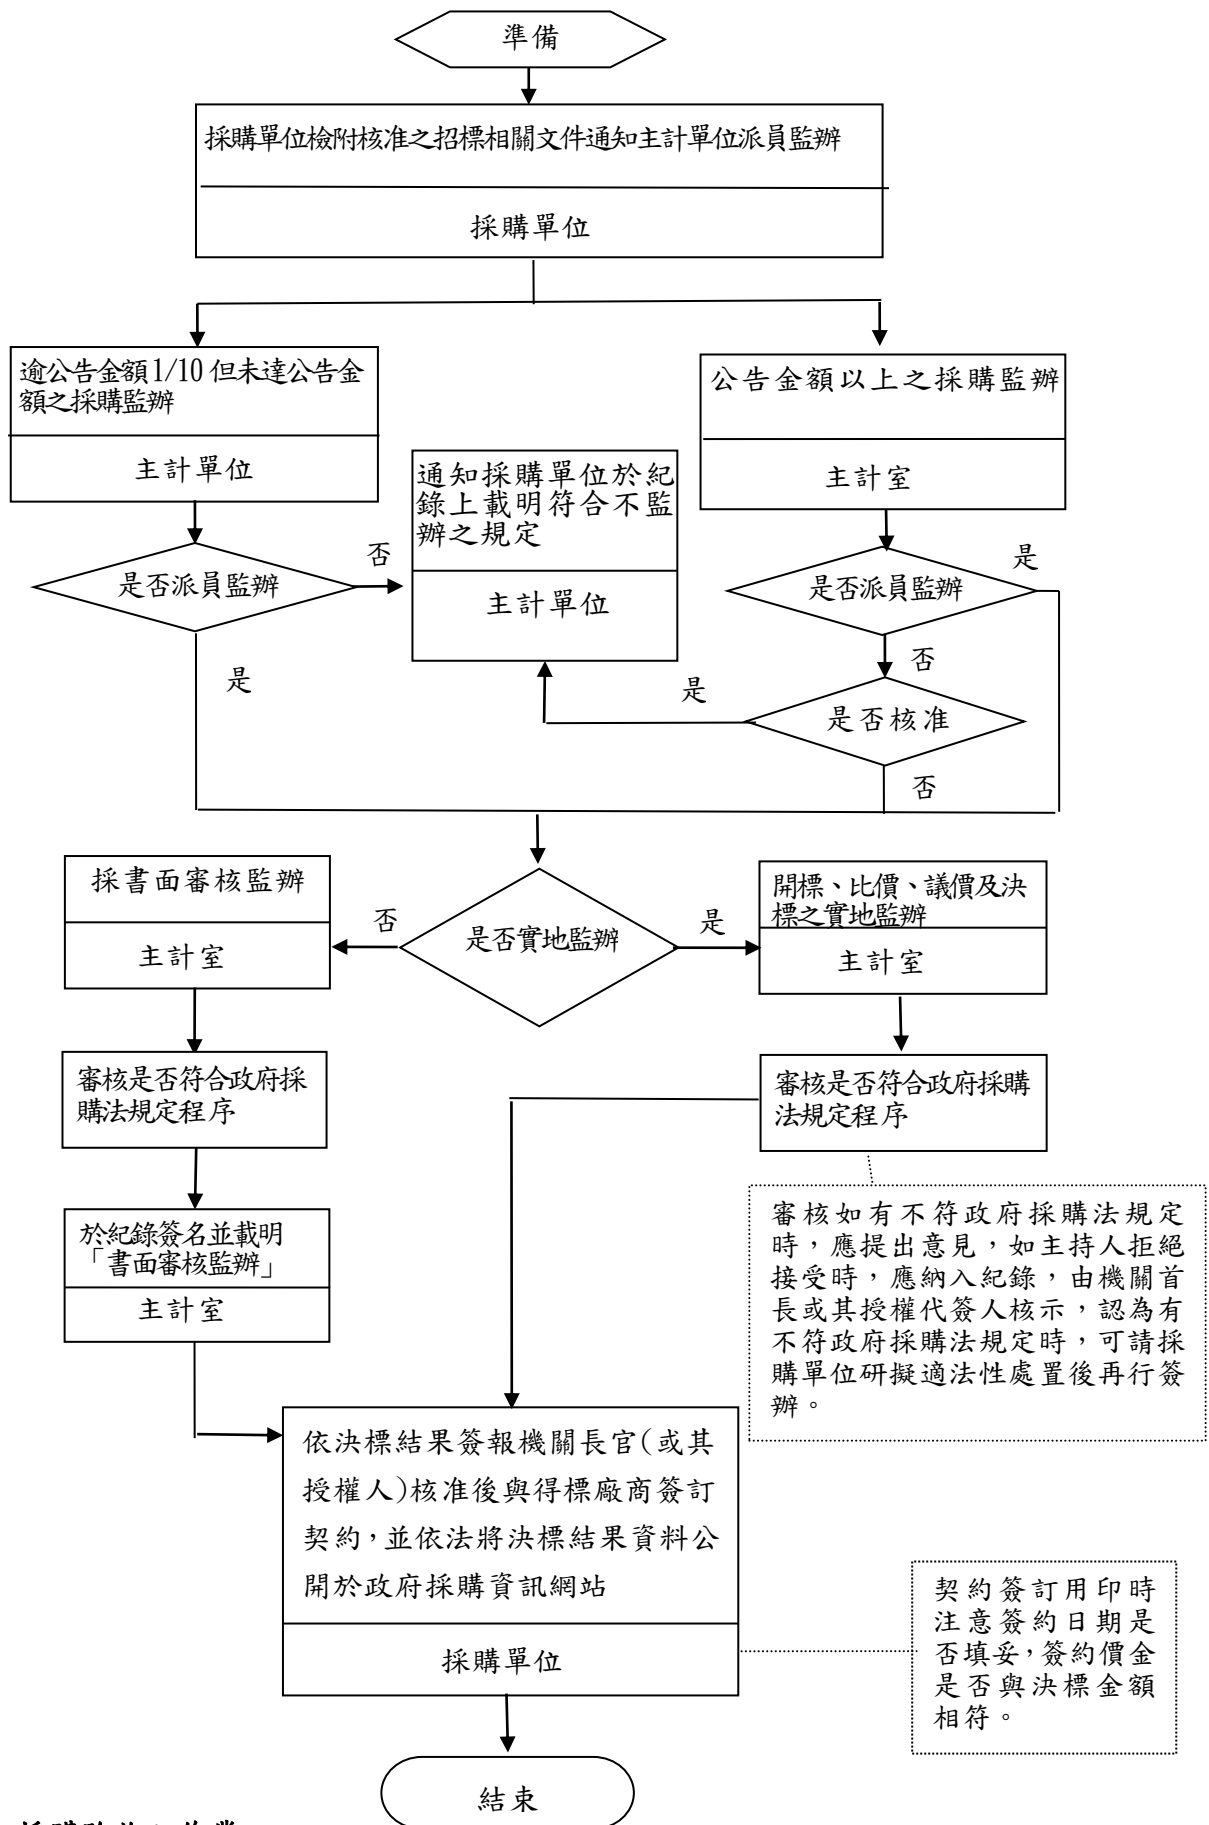 準備
採購單位檢附核准之招標相關文件通知主計單位派員監辦
採購單位
逾公告金額1/10但未達公告金
額之採購監辦
主計單位
公告金額以上之採購監辦
主計室
通知採購單位於紀
錄上載明符合不監
辦之規定
主計單位
是否派員監辦
否
是
是否派員監辦
是
否
是否核准
是
否
採書面審核監辦
主計室
否
是否實地監辦
是
開標、比價、議價及決
標之實地監辦
主計室
審核是否符合政府採
購法規定程序
審核是否符合政府採購
法規定程序
於紀錄簽名並載明
「書面審核監辦」
主計室
審核如有不符政府採購法規定
時，應提出意見，如主持人拒絕
接受時，應納入紀錄，由機關首
長或其授權代簽人核示，認為有
不符政府採購法規定時，可請採
購單位研擬適法性處置後再行簽
辦。
依決標結果簽報機關長官(或其
授權人)核准後與得標廠商簽訂
契約，並依法將決標結果資料公
開於政府採購資訊網站
採購單位
契約簽訂用印時
注意簽約日期是
否填妥，簽約價金
是否與決標金額
相符。
結束